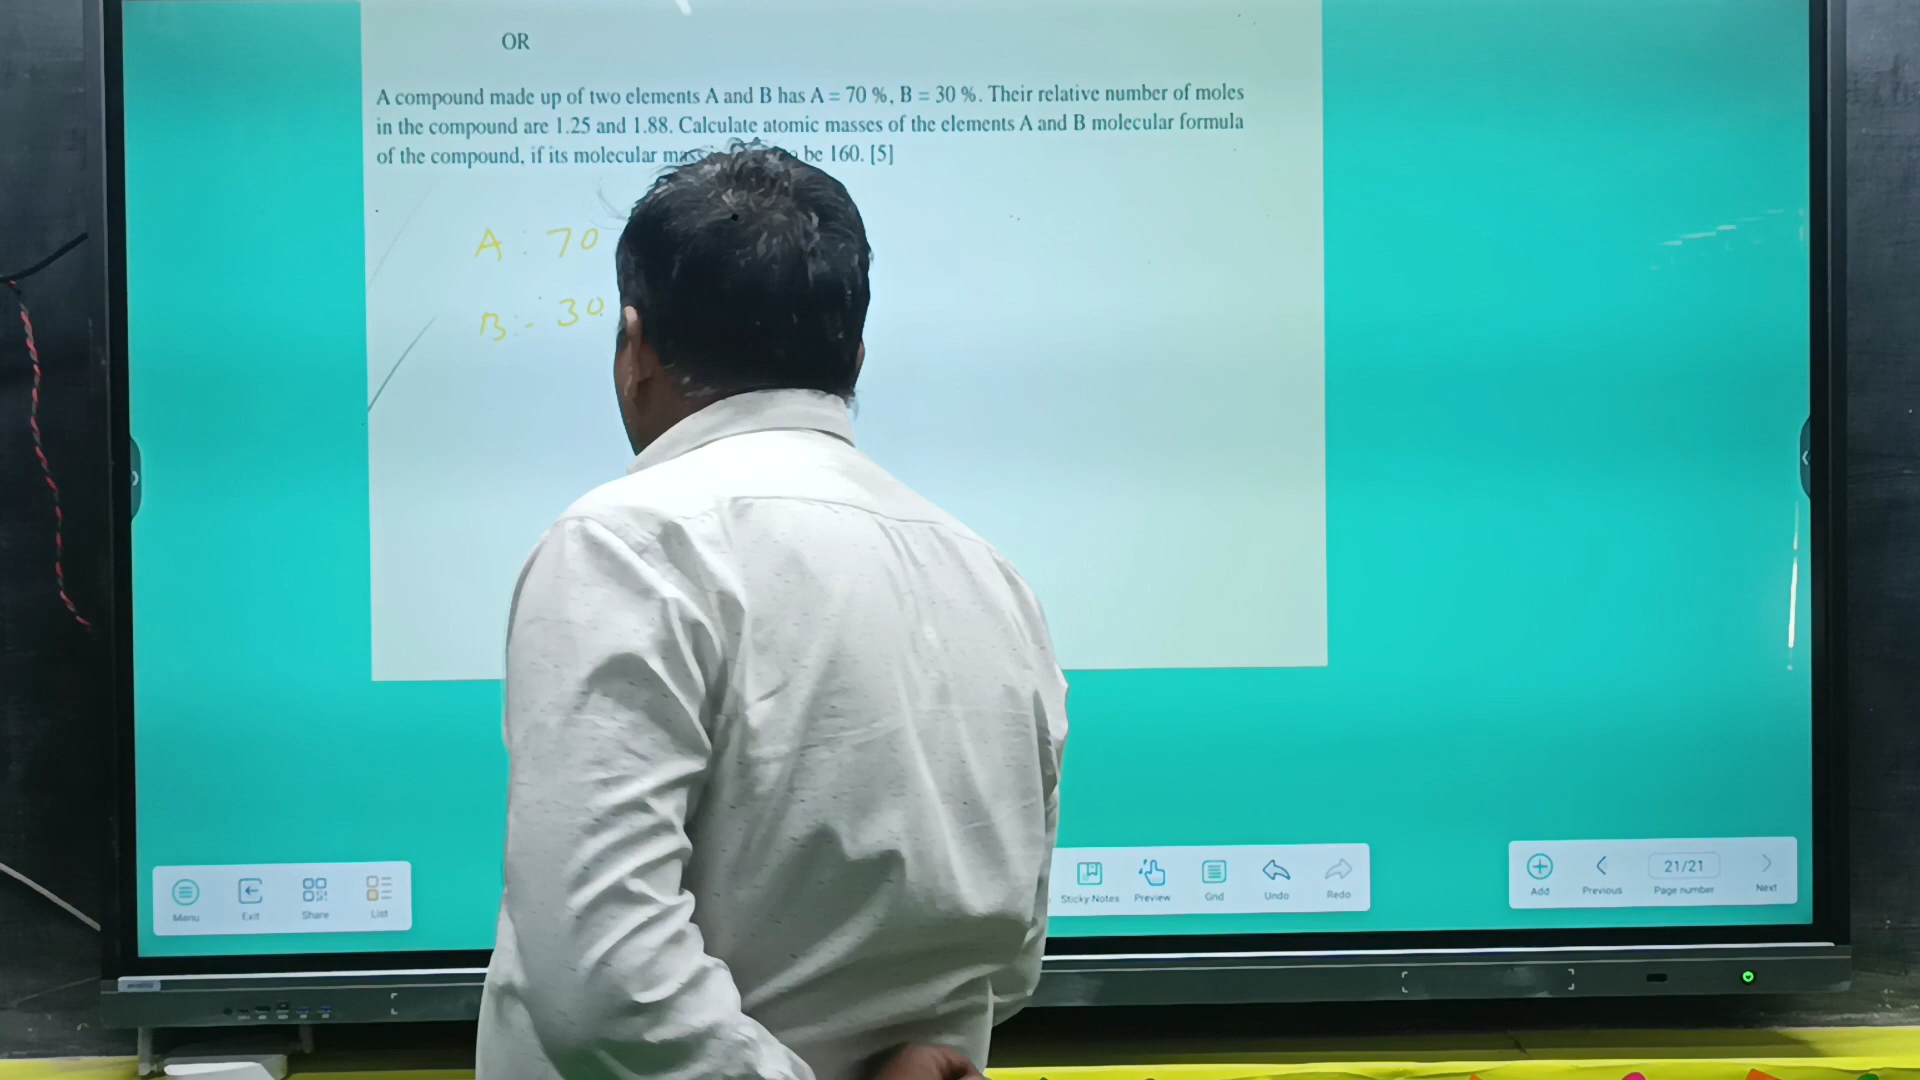 OR
A compound made up of two elements A and B has A = 70 %, B = 30 %. Their relative number of moles
in the compound are 1.25 and 1.88. Calculate atomic masses of the elements A and B molecular formula
of the compound, if its molecular be 160. [5]
A : 70
B :- 30
Menu
Exit
Share
List
Sticky Notes
Preview
Grid
Undo
Redo
Add
Previous
21/21
Page number
Next